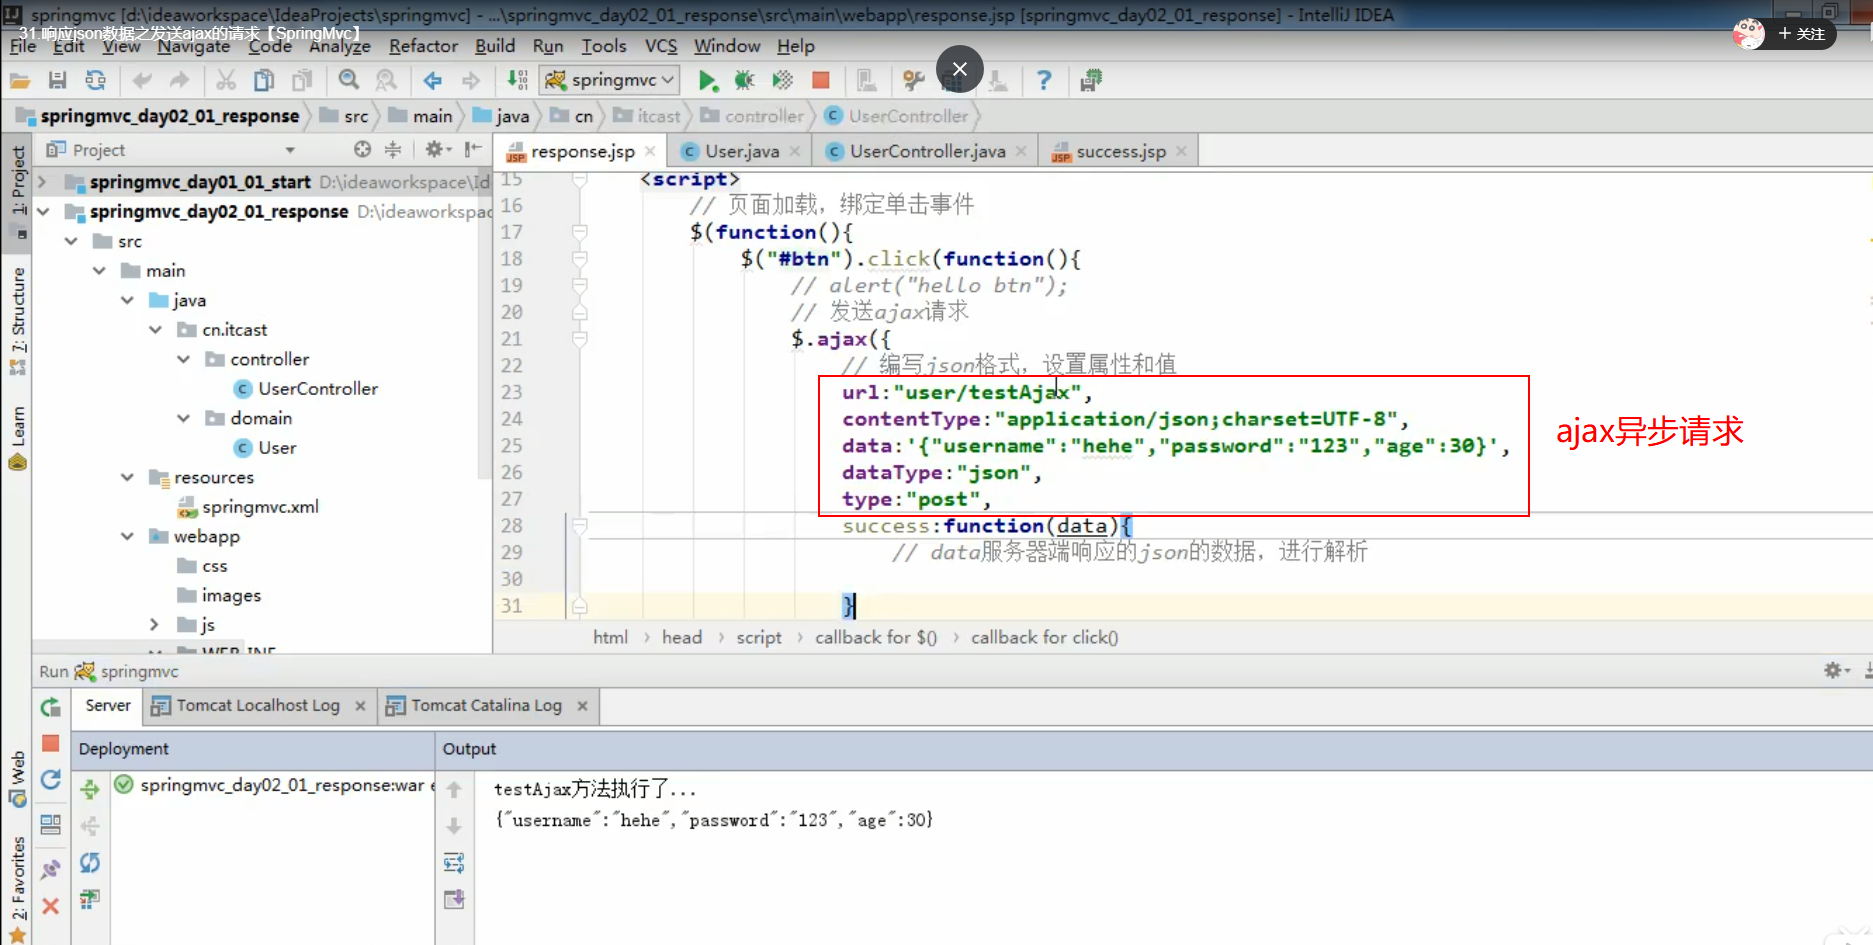 springmvc [d:\ideaworkspace\IdeaProjects\springmvc] - ...\springmvc_day02_01_response\src\main\webapp\response.jsp [springmvc_day02_01_response] - IntelliJ IDEA
31.响应json数据之发送ajax的请求【SpringMvc】
+ 关注
File Edit View Navigate Code Analyze Refactor Build Run Tools VCS Window Help
springmvc
springmvc_day02_01_response src main java cn itcast controller UserController
Project
response.jsp User.java UserController.java success.jsp
1: Project
7: Structure
Learn
Web
2: Favorites
springmvc_day01_01_start D:\ideaworkspace\Id
springmvc_day02_01_response D:\ideaworkspac
src
main
java
cn.itcast
controller
UserController
domain
User
resources
springmvc.xml
webapp
css
images
js
WEB-INF
15 <script>
16 // 页面加载，绑定单击事件
17 $(function(){
18 $("#btn").click(function(){
19 // alert("hello btn");
20 // 发送ajax请求
21 $.ajax({
22 // 编写json格式，设置属性和值
23 url:"user/testAjax",
24 contentType:"application/json;charset=UTF-8",
25 data:'{"username":"hehe","password":"123","age":30}',
26 dataType:"json",
27 type:"post",
28 success:function(data){
29 // data服务器端响应的json的数据，进行解析
30
31 }
ajax异步请求
html › head › script › callback for $() › callback for click()
Run springmvc
Server Tomcat Localhost Log Tomcat Catalina Log
Deployment Output
springmvc_day02_01_response:war e
testAjax方法执行了...
{"username":"hehe","password":"123","age":30}